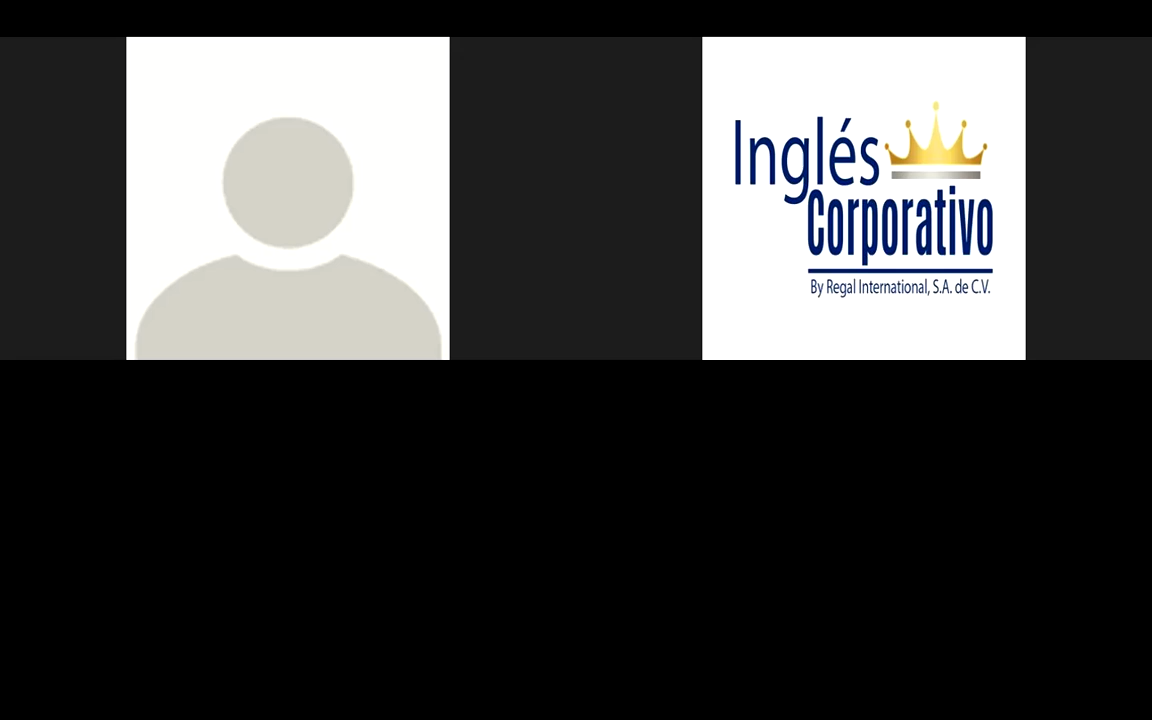 Inglés
Corporativo
By Regal International, S.A. de C.V.